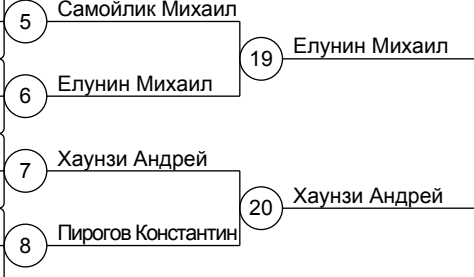 5 Самойлик Михаил
19 Елунин Михаил
6 Елунин Михаил
7 Хаунзи Андрей
20 Хаунзи Андрей
8 Пирогов Константин